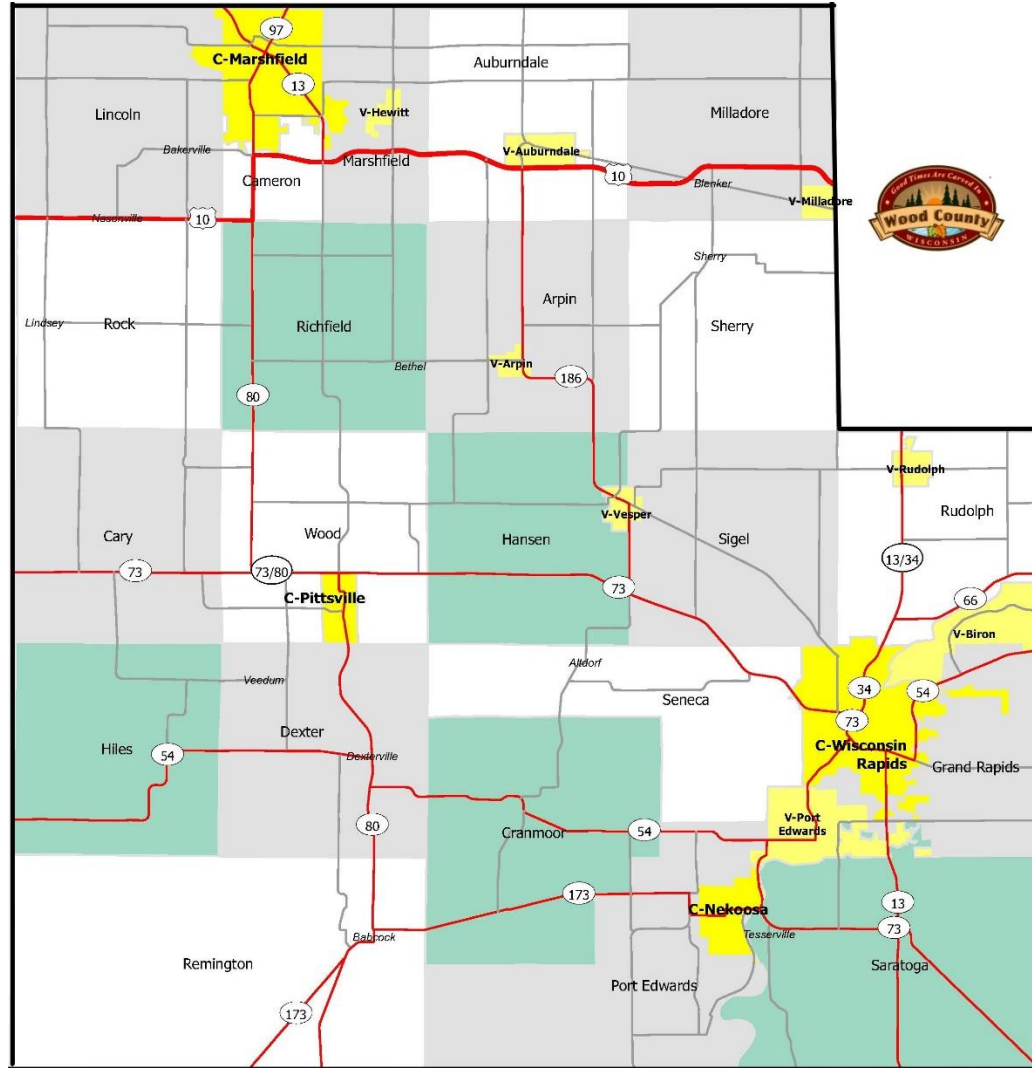 97
C-Marshfield
Auburndale
13
Lincoln
V-Hewitt
Milladore
Bakerville
Marshfield
V-Auburndale
10
Cameron
Blenker
V-Milladore
Nasonville
10
Good Times Are Carved In
Wood County
WISCONSIN
Sherry
Arpin
Lindsey
Rock
Richfield
Sherry
Bethel
V-Arpin
186
80
V-Rudolph
V-Vesper
Rudolph
Cary
Wood
Hansen
Sigel
13/34
73
73/80
73
C-Pittsville
66
V-Biron
Altdorf
Veedum
Seneca
34
54
73
Hiles
54
Dexter
Dexterville
C-Wisconsin
Rapids
Grand Rapids
80
Cranmoor
54
V-Port
Edwards
173
C-Nekoosa
13
73
Babcock
Tesserville
Remington
Port Edwards
Saratoga
173